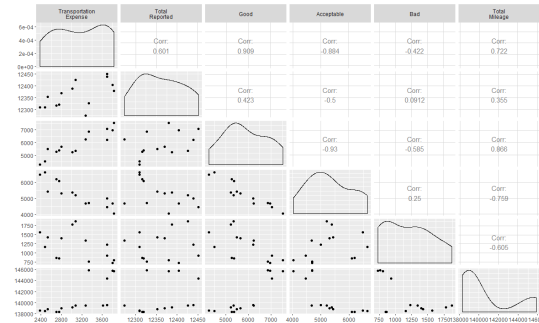 Transportation Expense
Total Reported
Good
Acceptable
Bad
Total Mileage
6e-04
4e-04
2e-04
0e+00
Corr: 0.601
Corr: 0.909
Corr: -0.884
Corr: -0.422
Corr: 0.722
12450
12400
12350
12300
Corr: 0.423
Corr: -0.5
Corr: 0.0912
Corr: 0.355
7000
6000
5000
Corr: -0.93
Corr: -0.585
Corr: 0.866
6000
5000
4000
Corr: 0.25
Corr: -0.759
1750
1500
1250
1000
750
Corr: -0.605
146000
144000
142000
140000
138000
2400 2800 3200 3600
12300 12350 12400 12450
5000 6000 7000
4000 5000 6000
750 1000 1250 1500 1750